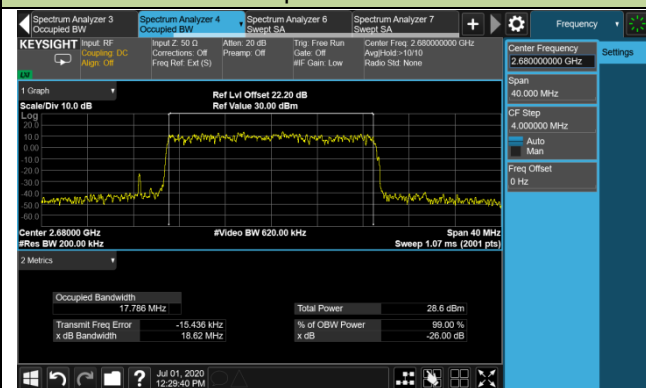 Spectrum Analyzer 3
Occupied BW
Spectrum Analyzer 4
Occupied BW
Spectrum Analyzer 6
Swept SA
Spectrum Analyzer 7
Swept SA
Frequency
KEYSIGHT
Input: RF
Coupling: DC
Align: Off
Input Z: 50 Ω
Corrections: Off
Freq Ref: Ext (S)
Atten: 20 dB
Preamp: Off
Trig: Free Run
Gate: Off
#IF Gain: Low
Center Freq: 2.680000000 GHz
Avg|Hold:>10/10
Radio Std: None
LXI
Center Frequency
2.680000000 GHz
Settings
Span
40.000 MHz
CF Step
4.000000 MHz
Auto
Man
Freq Offset
0 Hz
1 Graph
Scale/Div 10.0 dB
Ref Lvl Offset 22.20 dB
Ref Value 30.00 dBm
Log
20.0
10.0
0.00
-10.0
-20.0
-30.0
-40.0
-50.0
-60.0
Center 2.68000 GHz
#Res BW 200.00 kHz
#Video BW 620.00 kHz
Span 40 MHz
Sweep 1.07 ms (2001 pts)
2 Metrics
Occupied Bandwidth
17.786 MHz
Total Power
28.6 dBm
Transmit Freq Error
-15.436 kHz
% of OBW Power
99.00 %
x dB Bandwidth
18.62 MHz
x dB
-26.00 dB
?
Jul 01, 2020
12:29:40 PM